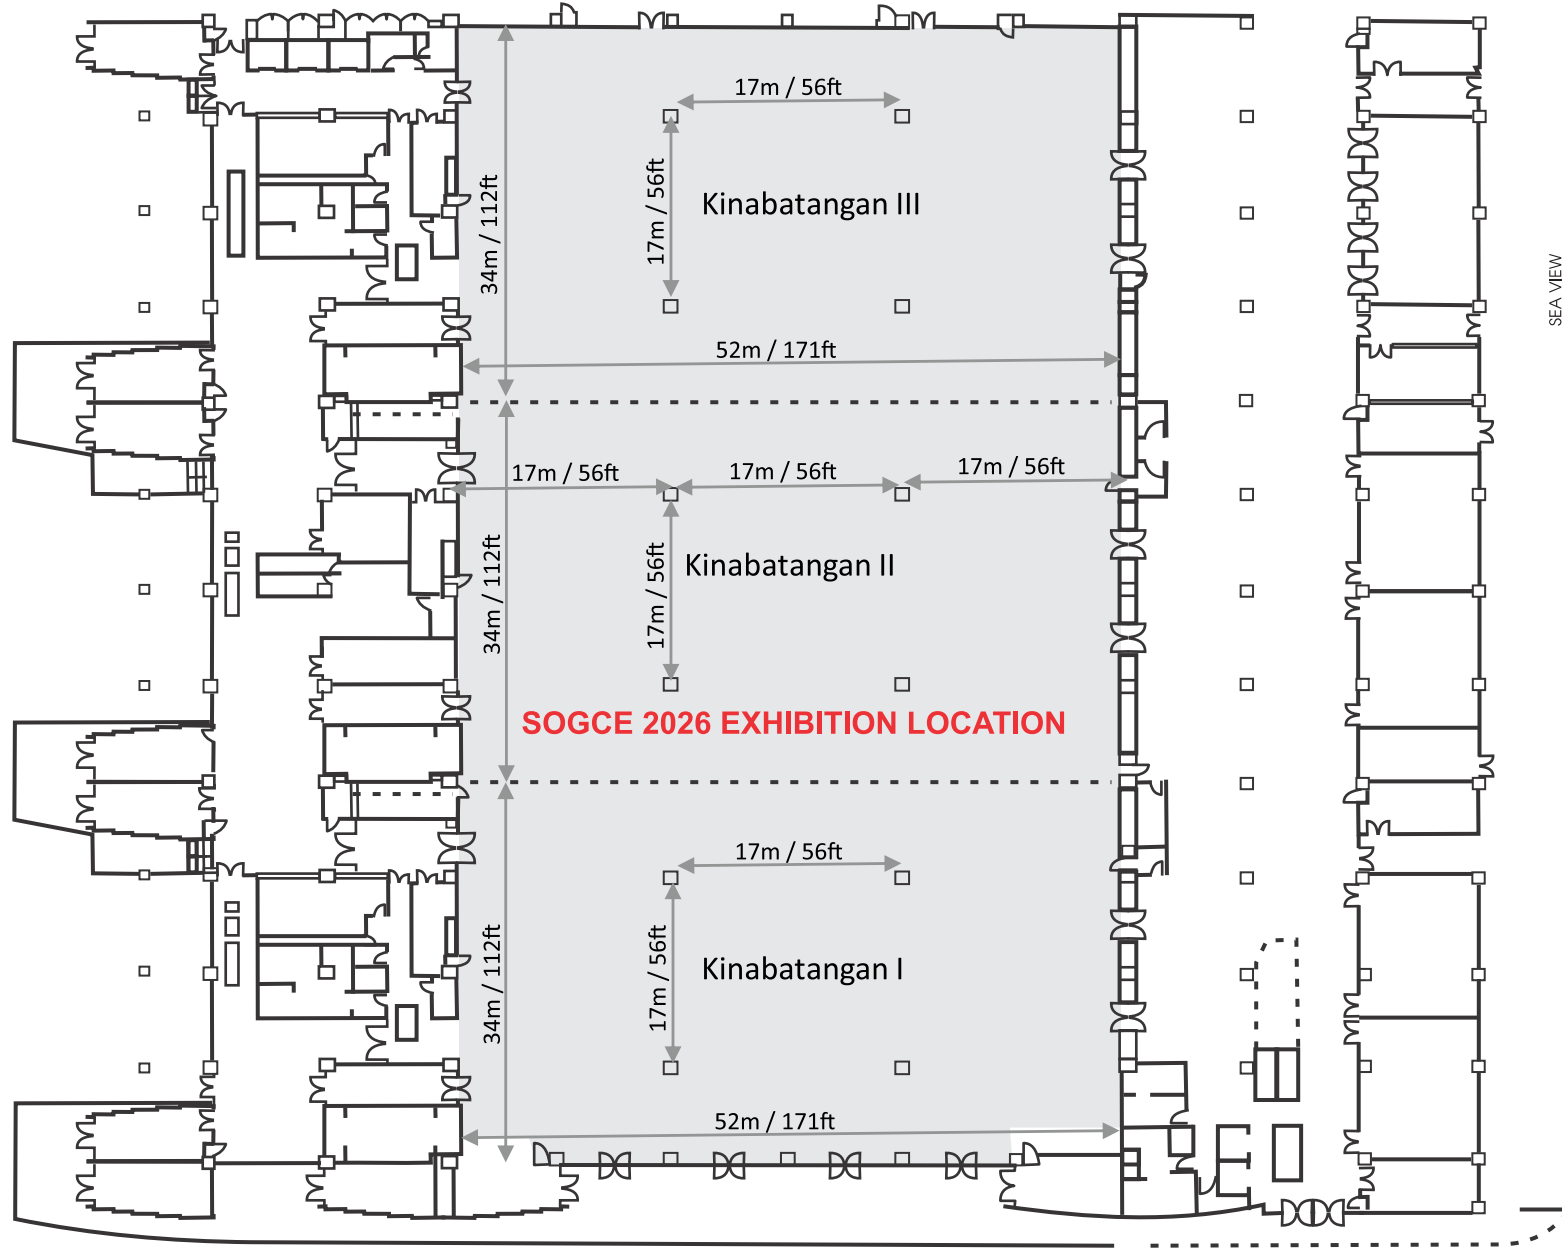 17m / 56ft
17m / 56ft
34m / 112ft
Kinabatangan III
SEA VIEW
52m / 171ft
17m / 56ft
17m / 56ft
17m / 56ft
34m / 112ft
17m / 56ft
Kinabatangan II
SOGCE 2026 EXHIBITION LOCATION
17m / 56ft
34m / 112ft
17m / 56ft
Kinabatangan I
52m / 171ft